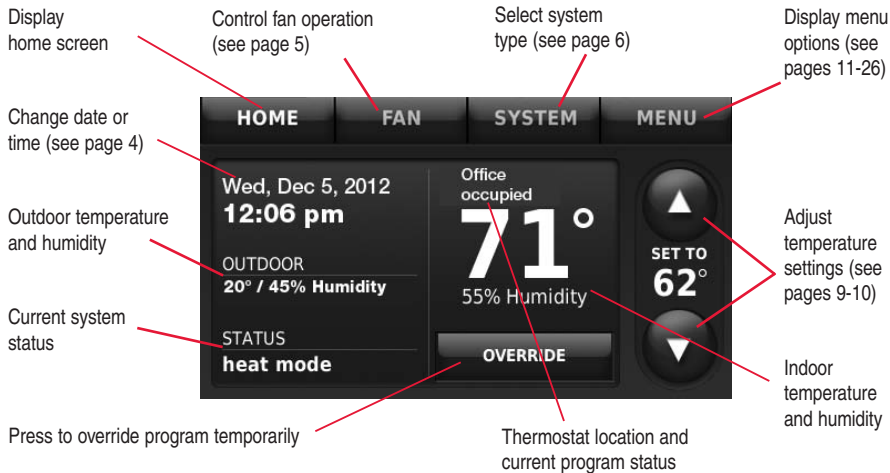 Display
home screen
Control fan operation
(see page 5)
Select system
type (see page 6)
Display menu
options (see
pages 11-26)
Change date or
time (see page 4)
Outdoor temperature
and humidity
Current system
status
Press to override program temporarily
HOME
FAN
SYSTEM
MENU
Wed, Dec 5, 2012
12:06 pm
OUTDOOR
20° / 45% Humidity
STATUS
heat mode
Office
occupied
71°
55% Humidity
OVERRIDE
SET TO
62°
Adjust
temperature
settings (see
pages 9-10)
Indoor
temperature
and humidity
Thermostat location and
current program status